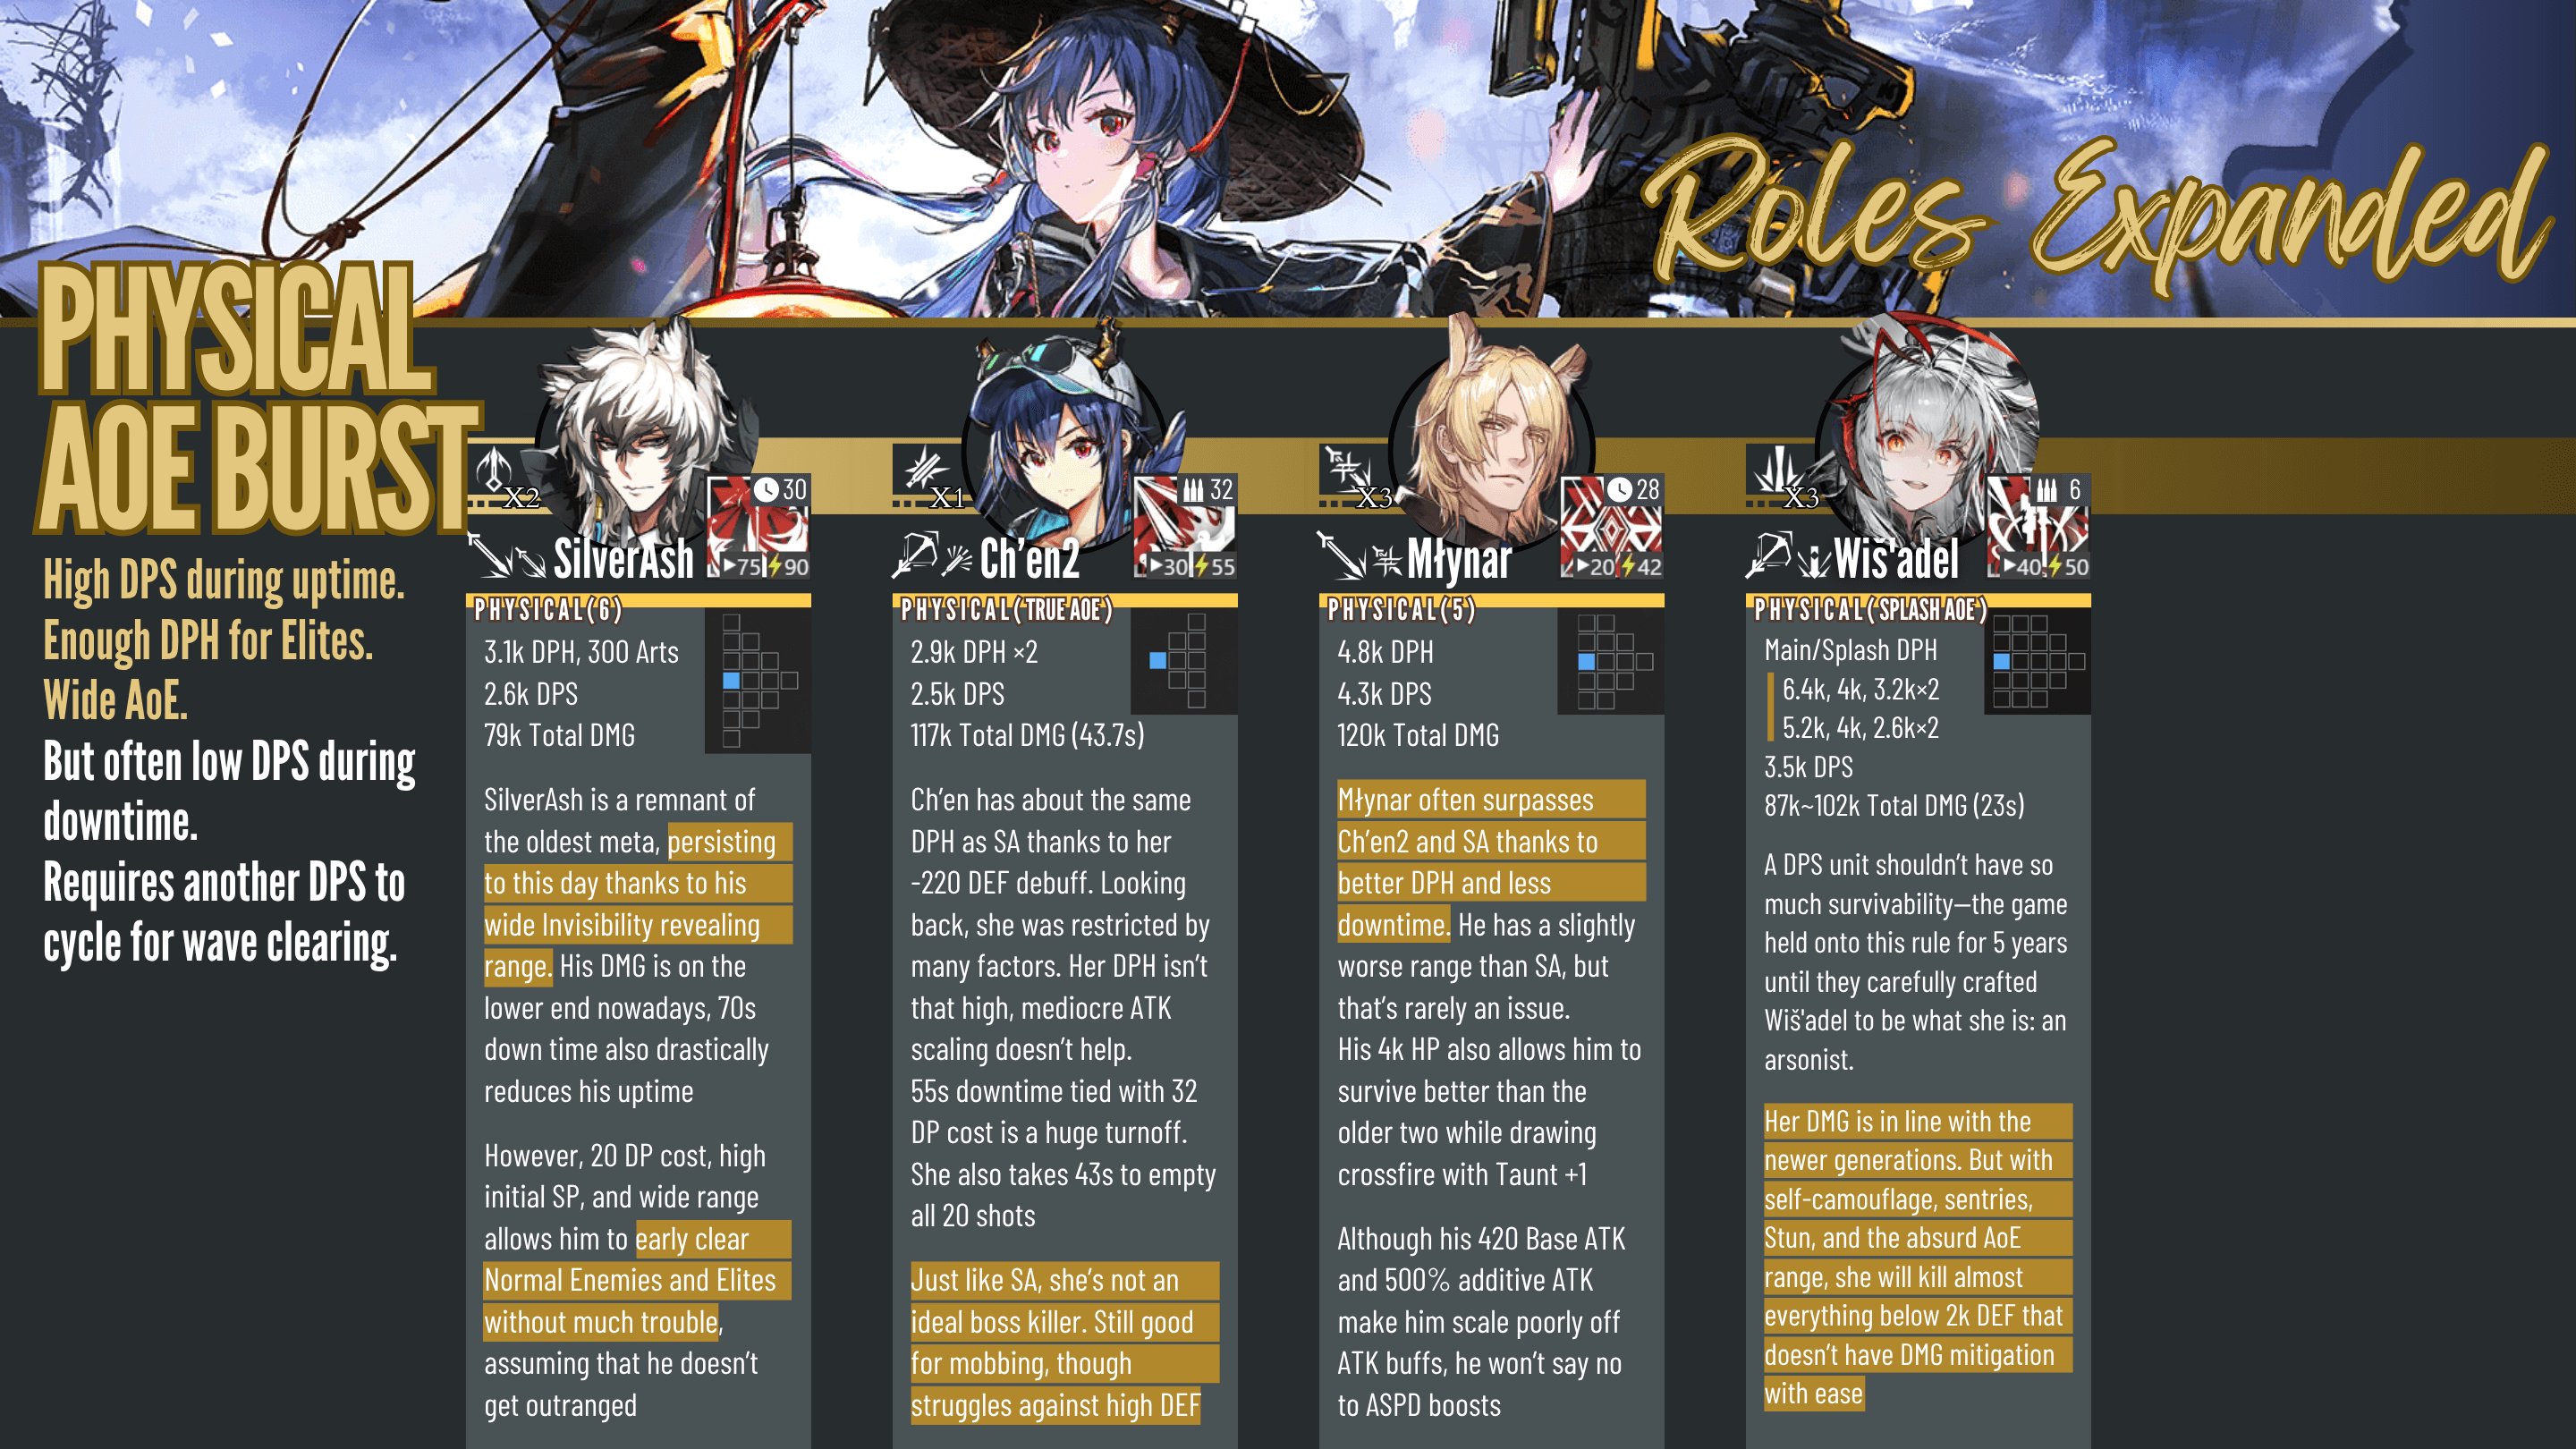 Roles Expanded
PHYSICAL
AOE BURST
High DPS during uptime.
Enough DPH for Elites.
Wide AoE.
But often low DPS during
downtime.
Requires another DPS to
cycle for wave clearing.
X2
30
SilverAsh
75 90
PHYSICAL(6)
3.1k DPH, 300 Arts
2.6k DPS
79k Total DMG
SilverAsh is a remnant of
the oldest meta, persisting
to this day thanks to his
wide Invisibility revealing
range. His DMG is on the
lower end nowadays, 70s
down time also drastically
reduces his uptime
However, 20 DP cost, high
initial SP, and wide range
allows him to early clear
Normal Enemies and Elites
without much trouble,
assuming that he doesn't
get outranged
X1
32
Ch'en2
30 55
PHYSICAL(TRUE AOE)
2.9k DPH ×2
2.5k DPS
117k Total DMG (43.7s)
Ch'en has about the same
DPH as SA thanks to her
-220 DEF debuff. Looking
back, she was restricted by
many factors. Her DPH isn't
that high, mediocre ATK
scaling doesn't help.
55s downtime tied with 32
DP cost is a huge turnoff.
She also takes 43s to empty
all 20 shots
Just like SA, she's not an
ideal boss killer. Still good
for mobbing, though
struggles against high DEF
X3
28
Młynar
20 42
PHYSICAL(5)
4.8k DPH
4.3k DPS
120k Total DMG
Młynar often surpasses
Ch'en2 and SA thanks to
better DPH and less
downtime. He has a slightly
worse range than SA, but
that's rarely an issue.
His 4k HP also allows him to
survive better than the
older two while drawing
crossfire with Taunt +1
Although his 420 Base ATK
and 500% additive ATK
make him scale poorly off
ATK buffs, he won't say no
to ASPD boosts
X3
6
Wiš'adel
40 50
PHYSICAL(SPLASH AOE)
Main/Splash DPH
6.4k, 4k, 3.2k×2
5.2k, 4k, 2.6k×2
3.5k DPS
87k~102k Total DMG (23s)
A DPS unit shouldn't have so
much survivability—the game
held onto this rule for 5 years
until they carefully crafted
Wiš'adel to be what she is: an
arsonist.
Her DMG is in line with the
newer generations. But with
self-camouflage, sentries,
Stun, and the absurd AoE
range, she will kill almost
everything below 2k DEF that
doesn't have DMG mitigation
with ease